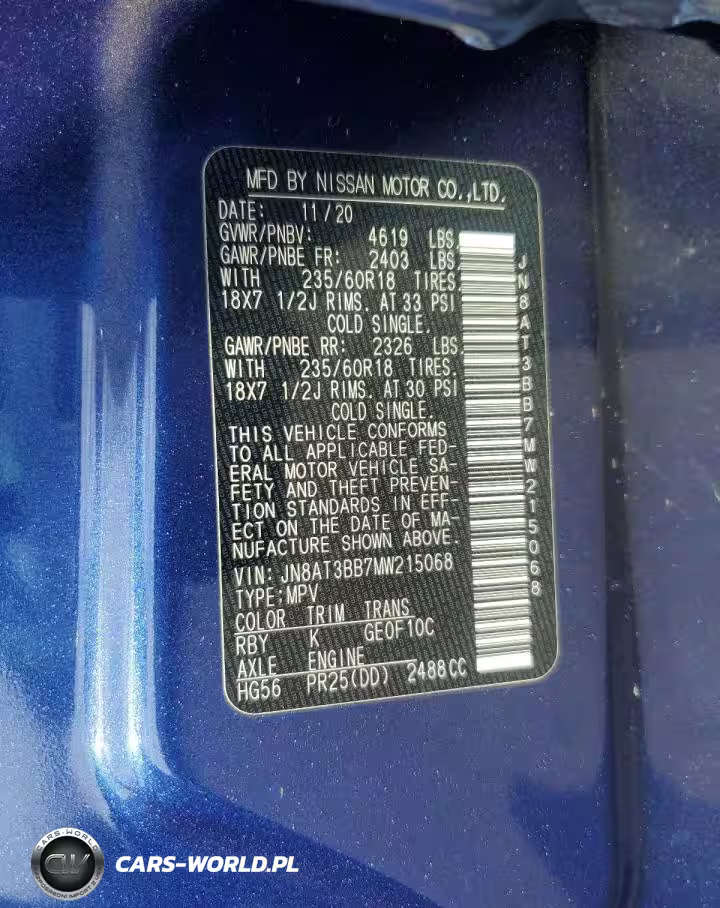 MFD BY NISSAN MOTOR CO.,LTD.
DATE: 11/20
GVWR/PNBV: 4619 LBS
GAWR/PNBE FR: 2403 LBS
WITH 235/60R18 TIRES
18X7 1/2J RIMS. AT 33 PSI
COLD SINGLE.
GAWR/PNBE RR: 2326 LBS.
WITH 235/60R18 TIRES.
18X7 1/2J RIMS. AT 30 PSI
COLD SINGLE.
THIS VEHICLE CONFORMS
TO ALL APPLICABLE FED-
ERAL MOTOR VEHICLE SA-
FETY AND THEFT PREVEN-
TION STANDARDS IN EFF-
ECT ON THE DATE OF MA-
NUFACTURE SHOWN ABOVE.
VIN: JN8AT3BB7MW215068
TYPE;MPV
COLOR TRIM TRANS
RBY K GE0F10C
AXLE ENGINE
HG56 PR25(DD) 2488CC
JN8AT3BB7MW215068
CARS-WORLD
CW
CARS-WORLD.PL